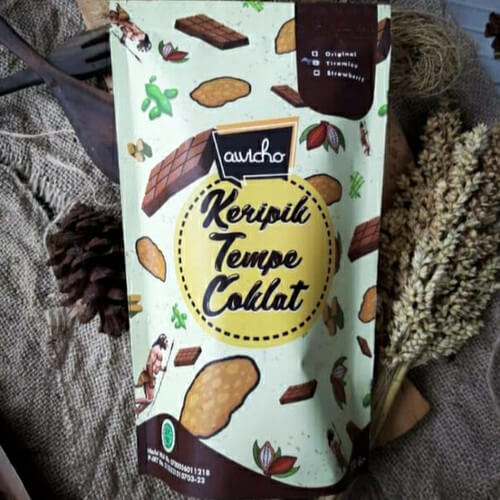 Original
Tiramisu
Strawberry
awicho
Keripik
Tempe
Coklat